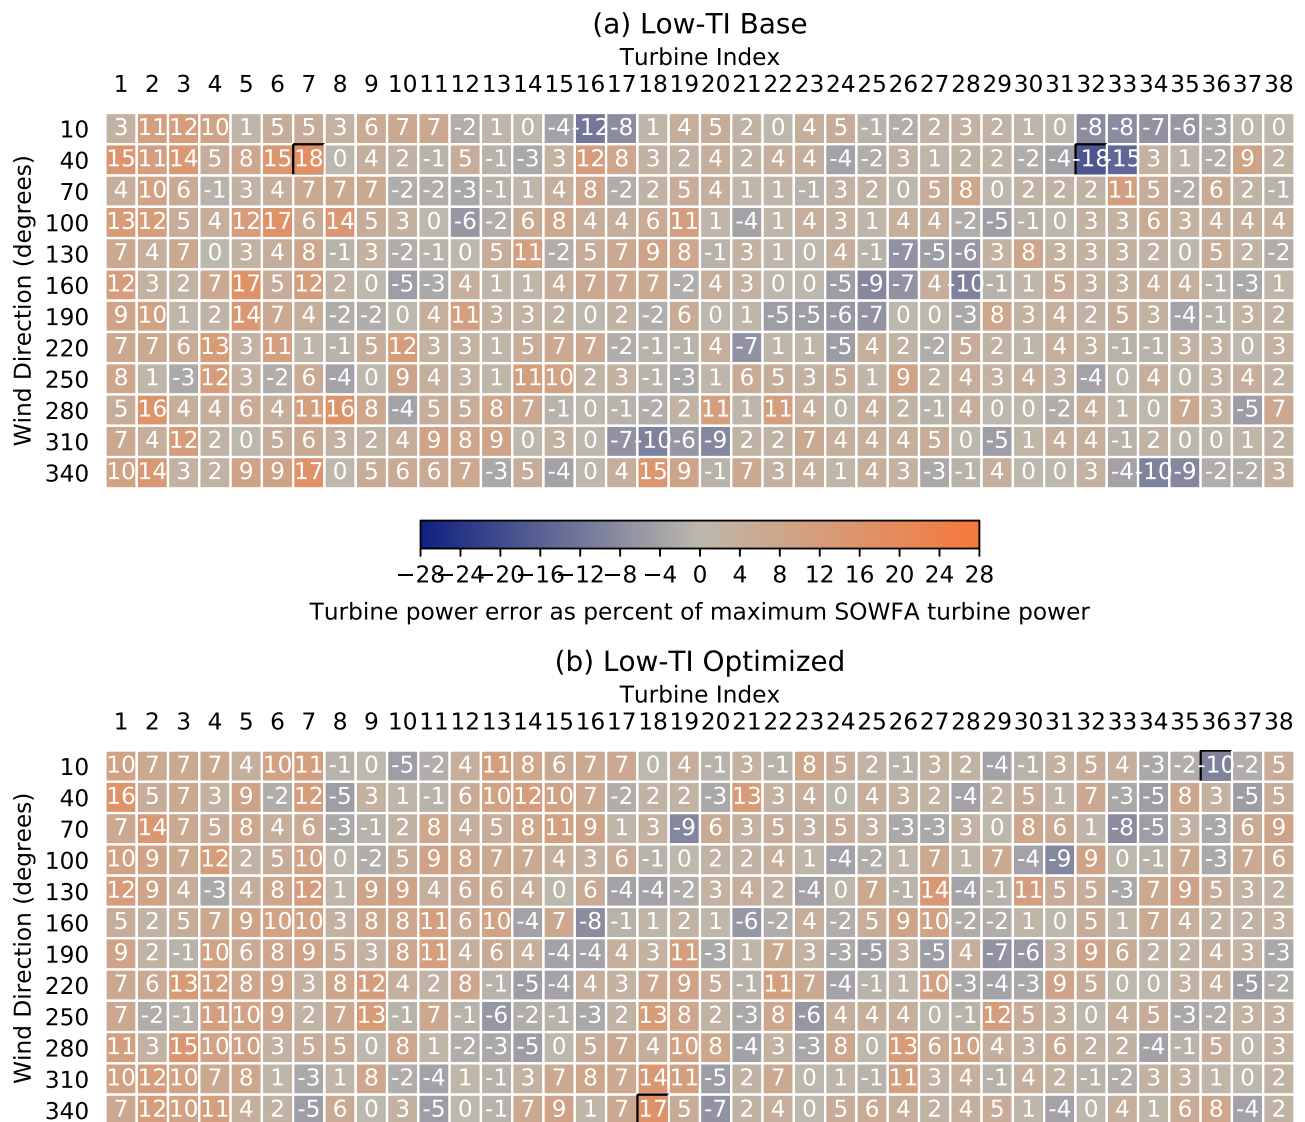 (a) Low-TI Base
Turbine Index
1 2 3 4 5 6 7 8 9 10 11 12 13 14 15 16 17 18 19 20 21 22 23 24 25 26 27 28 29 30 31 32 33 34 35 36 37 38
Wind Direction (degrees)
10 3 11 12 10 1 5 5 3 6 7 7 -2 1 0 -4 -12 -8 1 4 5 2 0 4 5 -1 -2 2 3 2 1 0 -8 -8 -7 -6 -3 0 0
40 15 11 14 5 8 15 18 0 4 2 -1 5 -1 -3 3 12 8 3 2 4 2 4 4 -4 -2 3 1 2 2 -2 -4 -18 -15 3 1 -2 9 2
70 4 10 6 -1 3 4 7 7 7 -2 -2 -3 -1 1 4 8 -2 2 5 4 1 1 -1 3 2 0 5 8 0 2 2 2 11 5 -2 6 2 -1
100 13 12 5 4 12 17 6 14 5 3 0 -6 -2 6 8 4 4 6 11 1 -4 1 4 3 1 4 4 -2 -5 -1 0 3 3 6 3 4 4 4
130 7 4 7 0 3 4 8 -1 3 -2 -1 0 5 11 -2 5 7 9 8 -1 3 1 0 4 -1 -7 -5 -6 3 8 3 3 3 2 0 5 2 -2
160 12 3 2 7 17 5 12 2 0 -5 -3 4 1 1 4 7 7 7 -2 4 3 0 0 -5 -9 -7 4 -10 -1 1 5 3 3 4 4 -1 -3 1
190 9 10 1 2 14 7 4 -2 -2 0 4 11 3 3 2 0 2 -2 6 0 1 -5 -5 -6 -7 0 0 -3 8 3 4 2 5 3 -4 -1 3 2
220 7 7 6 13 3 11 1 -1 5 12 3 3 1 5 7 7 -2 -1 -1 4 -7 1 1 -5 4 2 -2 5 2 1 4 3 -1 -1 3 3 0 3
250 8 1 -3 12 3 -2 6 -4 0 9 4 3 1 11 10 2 3 -1 -3 1 6 5 3 5 1 9 2 4 3 4 3 -4 0 4 0 3 4 2
280 5 16 4 4 6 4 11 16 8 -4 5 5 8 7 -1 0 -1 -2 2 11 1 11 4 0 4 2 -1 4 0 0 -2 4 1 0 7 3 -5 7
310 7 4 12 2 0 5 6 3 2 4 9 8 9 0 3 0 -7 -10 -6 -9 2 2 7 4 4 4 5 0 -5 1 4 4 -1 2 0 0 1 2
340 10 14 3 2 9 9 17 0 5 6 6 7 -3 5 -4 0 4 15 9 -1 7 3 4 1 4 3 -3 -1 4 0 0 3 -4 -10 -9 -2 -2 3
−28 −24 −20 −16 −12 −8 −4 0 4 8 12 16 20 24 28
Turbine power error as percent of maximum SOWFA turbine power
(b) Low-TI Optimized
Turbine Index
1 2 3 4 5 6 7 8 9 10 11 12 13 14 15 16 17 18 19 20 21 22 23 24 25 26 27 28 29 30 31 32 33 34 35 36 37 38
Wind Direction (degrees)
10 10 7 7 7 4 10 11 -1 0 -5 -2 4 11 8 6 7 7 0 4 -1 3 -1 8 5 2 -1 3 2 -4 -1 3 5 4 -3 -2 -10 -2 5
40 16 5 7 3 9 -2 12 -5 3 1 -1 6 10 12 10 7 -2 2 2 -3 13 3 4 0 4 3 2 -4 2 5 1 7 -3 -5 8 3 -5 5
70 7 14 7 5 8 4 6 -3 -1 2 8 4 5 8 11 9 1 3 -9 6 3 5 3 5 3 -3 -3 3 0 8 6 1 -8 -5 3 -3 6 9
100 10 9 7 12 2 5 10 0 -2 5 9 8 7 7 4 3 6 -1 0 2 2 4 1 -4 -2 1 7 1 7 -4 -9 9 0 -1 7 -3 7 6
130 12 9 4 -3 4 8 12 1 9 9 4 6 6 4 0 6 -4 -4 -2 3 4 2 -4 0 7 -1 14 -4 -1 11 5 5 -3 7 9 5 3 2
160 5 2 5 7 9 10 10 3 8 8 11 6 10 -4 7 -8 -1 1 2 1 -6 -2 4 -2 5 9 10 -2 -2 1 0 5 1 7 4 2 2 3
190 9 2 -1 10 6 8 9 5 3 8 11 4 6 4 -4 -4 4 3 11 -3 1 7 3 -3 -5 3 -5 4 -7 -6 3 9 6 2 2 4 3 -3
220 7 6 13 12 8 9 3 8 12 4 2 8 -1 -5 -4 4 3 7 9 5 -1 11 7 -4 -1 1 10 -3 -4 -3 9 5 0 0 3 4 -5 -2
250 7 -2 -1 11 10 9 2 7 13 -1 7 -1 -6 -2 -1 -3 2 13 8 2 -3 8 -6 4 4 4 0 -1 12 5 3 0 4 5 -3 -2 3 3
280 11 3 15 10 10 3 5 5 0 8 1 -2 -3 -5 0 5 7 4 10 8 -4 3 -3 8 0 13 6 10 4 3 6 2 2 -4 -1 5 0 3
310 10 12 10 7 8 1 -3 1 8 -2 -4 1 -1 3 7 8 7 14 11 -5 2 7 0 1 -1 11 3 4 -1 4 2 -1 -2 3 3 1 0 2
340 7 12 10 11 4 2 -5 6 0 3 -5 0 -1 7 9 1 7 17 5 -7 2 4 0 5 6 4 2 4 5 1 -4 0 4 1 6 8 -4 2